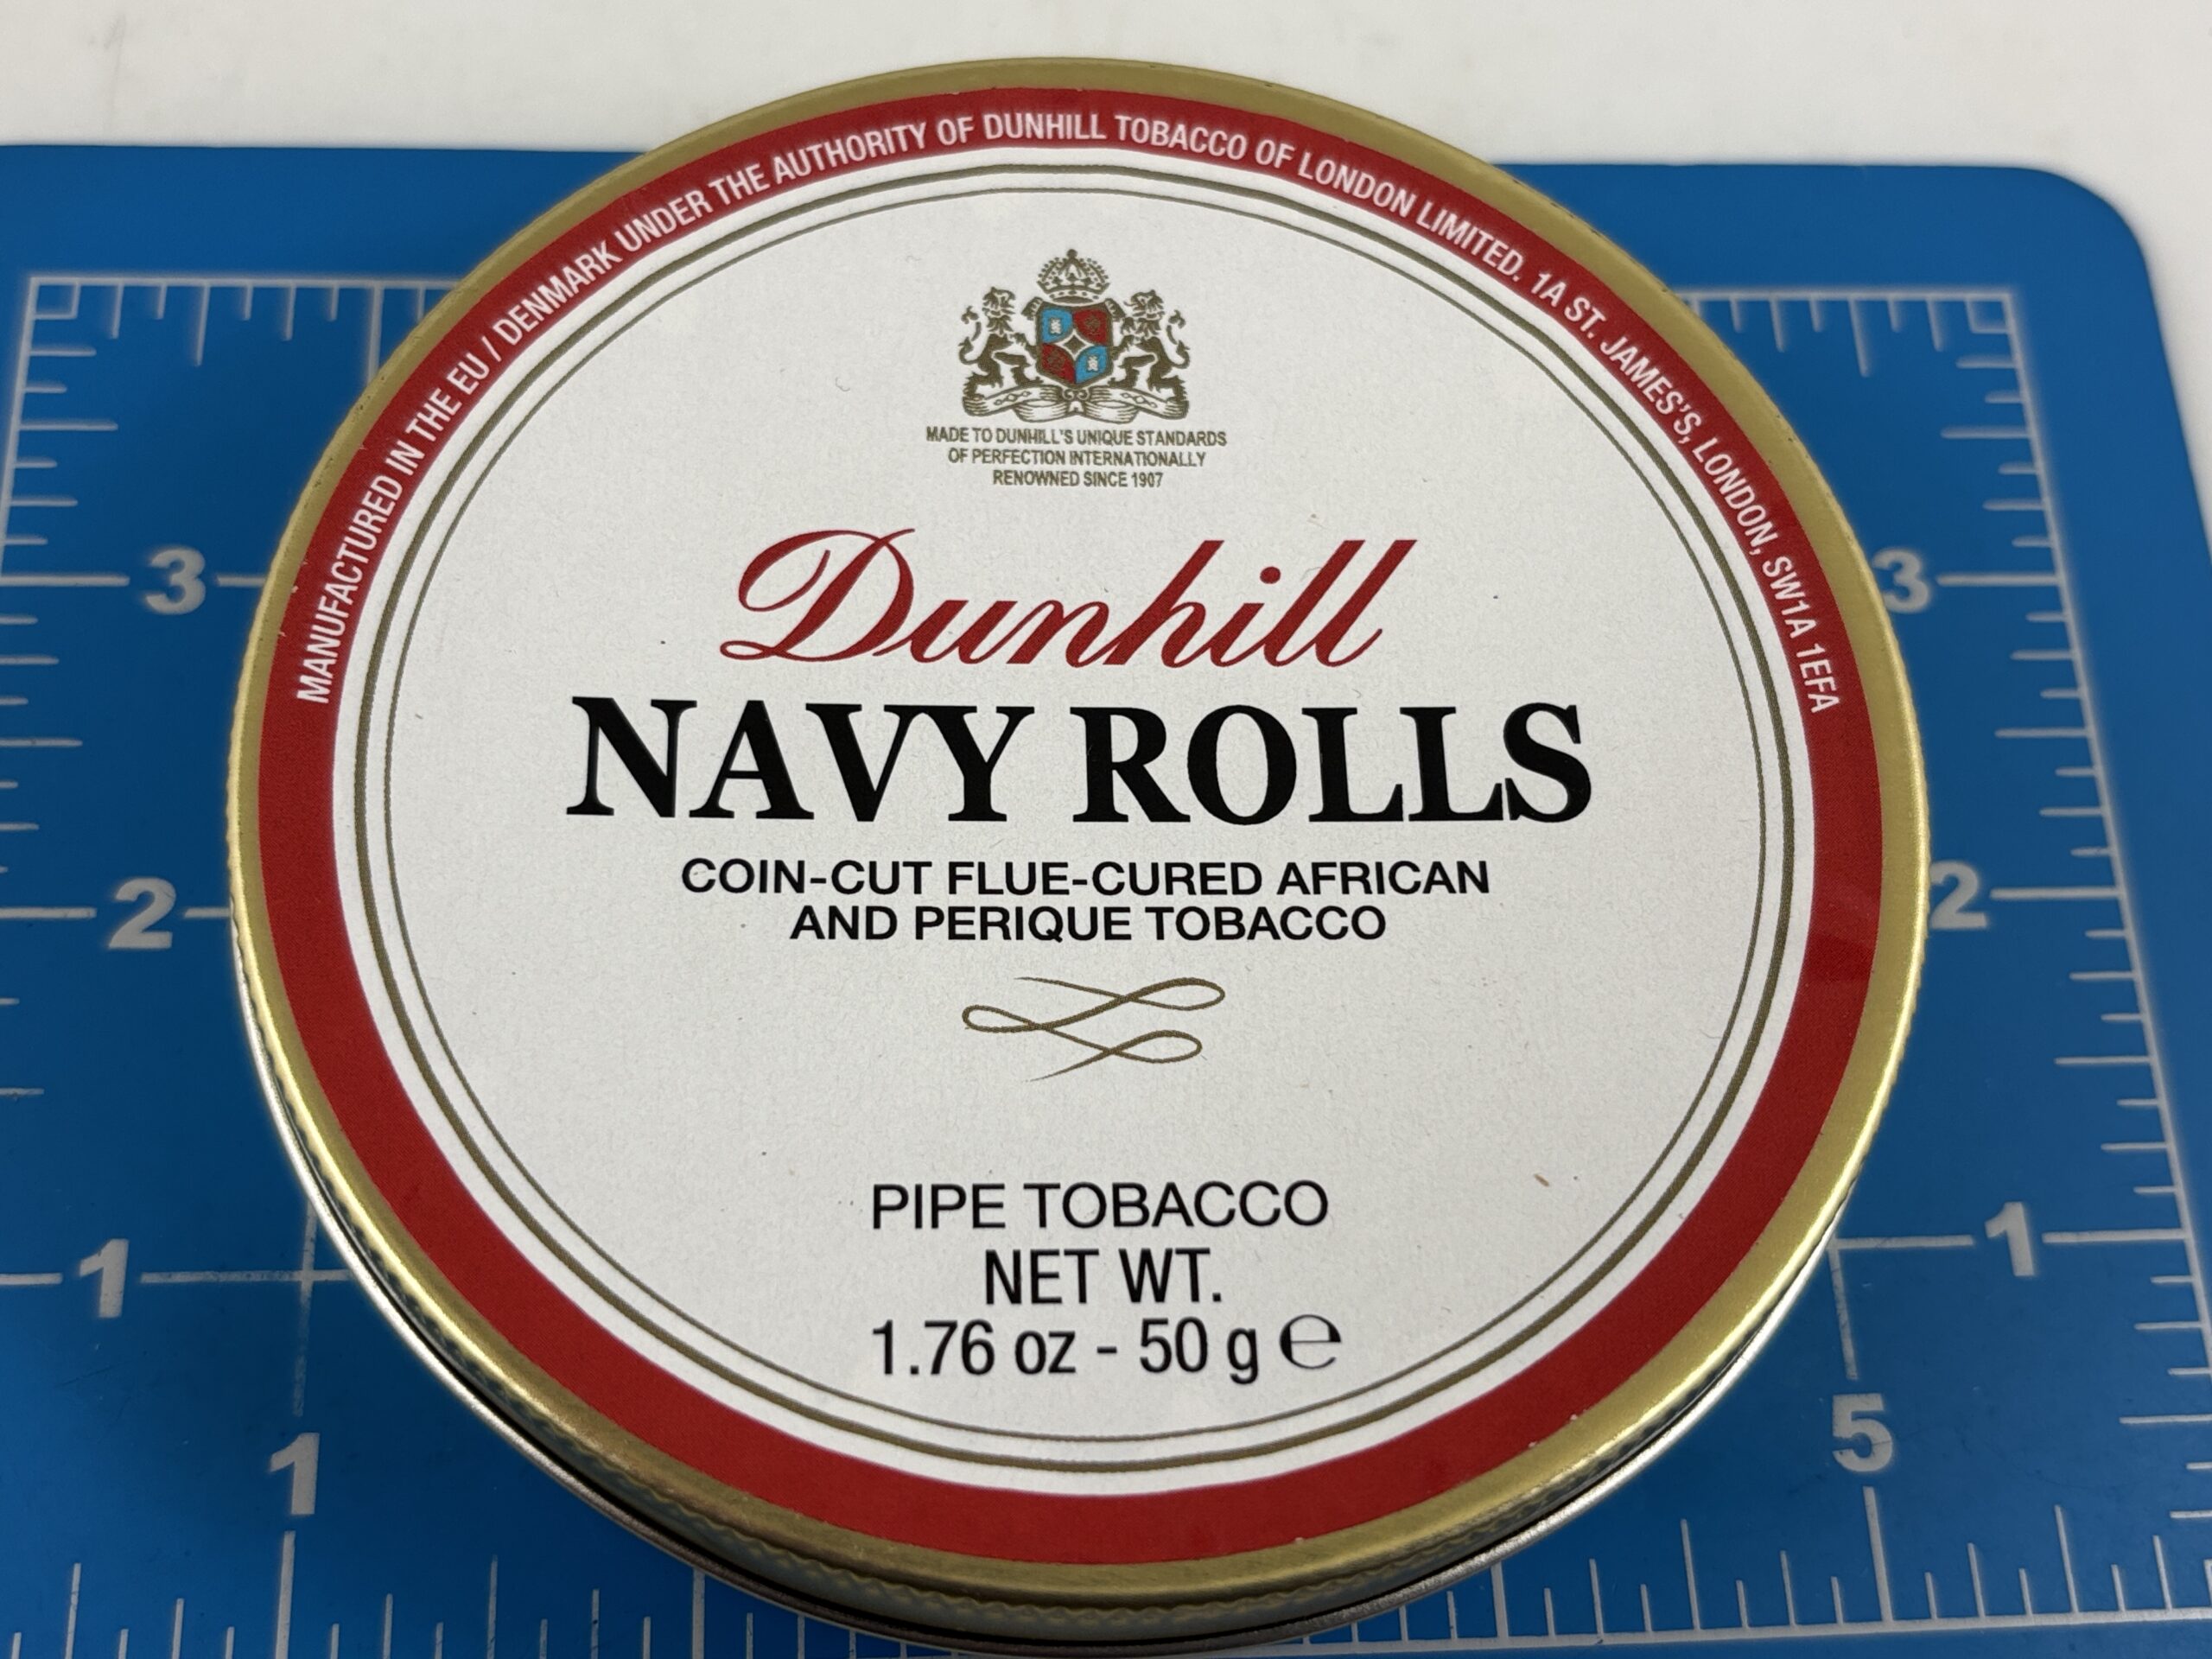 MANUFACTURED IN THE EU / DENMARK UNDER THE AUTHORITY OF DUNHILL TOBACCO OF LONDON LIMITED. 1A ST. JAMES'S, LONDON, SW1A 1EFA
MADE TO DUNHILL'S UNIQUE STANDARDS
OF PERFECTION INTERNATIONALLY
RENOWNED SINCE 1907
Dunhill
NAVY ROLLS
COIN-CUT FLUE-CURED AFRICAN
AND PERIQUE TOBACCO
PIPE TOBACCO
NET WT.
1.76 oz - 50 g ℮
3
3
2
2
1
1
1
5